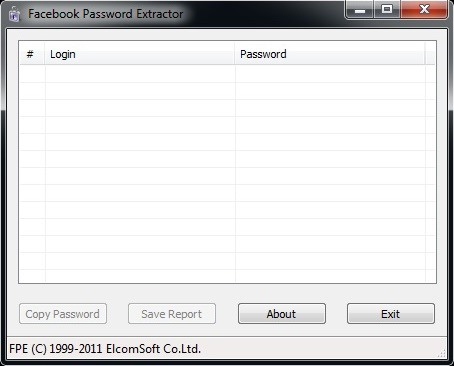 Facebook Password Extractor
# Login Password
Copy Password Save Report About Exit
FPE (C) 1999-2011 ElcomSoft Co.Ltd.